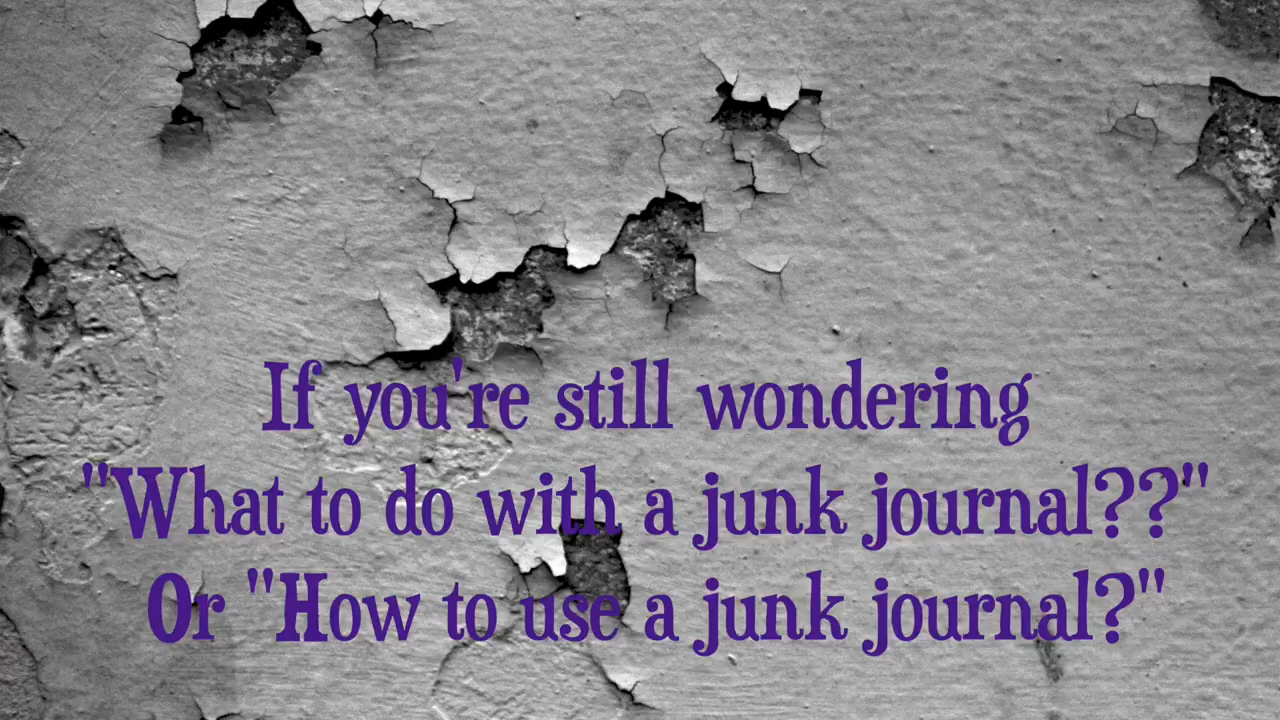 If you're still wondering
"What to do with a junk journal??"
Or "How to use a junk journal?"